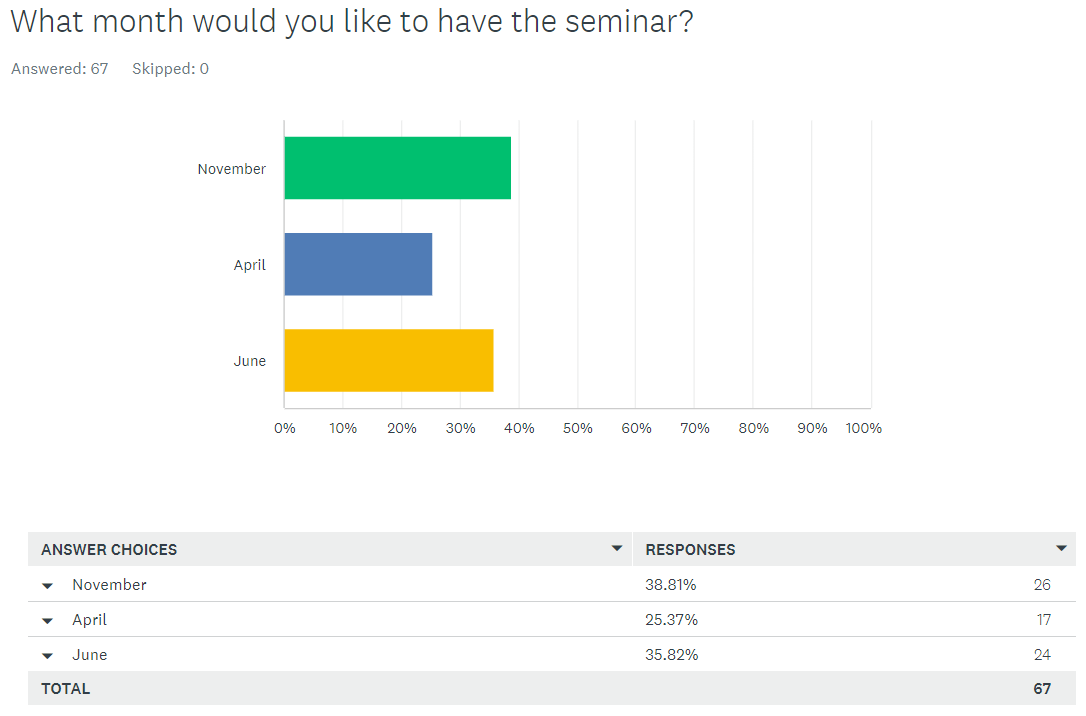 What month would you like to have the seminar?
Answered: 67 Skipped: 0
November
April
June
0% 10% 20% 30% 40% 50% 60% 70% 80% 90% 100%
ANSWER CHOICES RESPONSES
November 38.81% 26
April 25.37% 17
June 35.82% 24
TOTAL 67